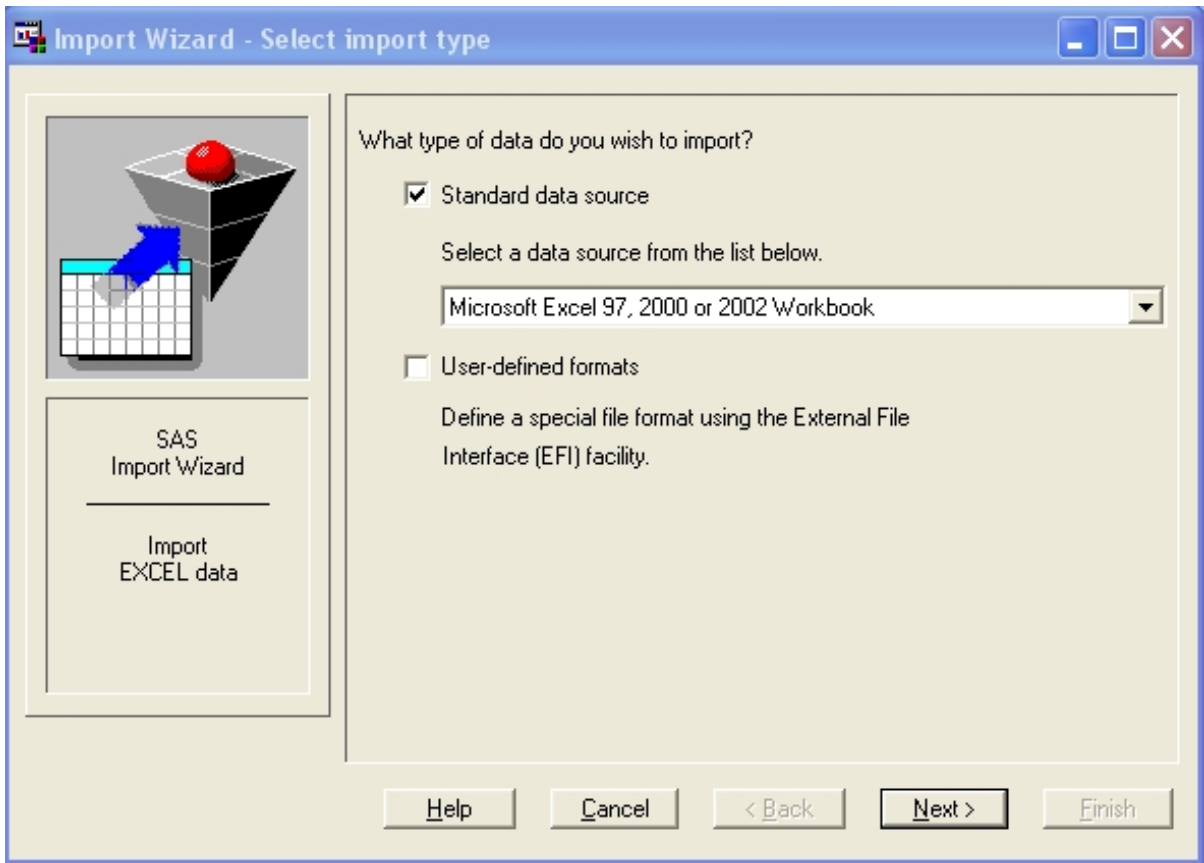 Import Wizard - Select import type
What type of data do you wish to import?
Standard data source
Select a data source from the list below.
Microsoft Excel 97, 2000 or 2002 Workbook
User-defined formats
Define a special file format using the External File
Interface (EFI) facility.
SAS
Import Wizard
Import
EXCEL data
Help
Cancel
< Back
Next >
Finish